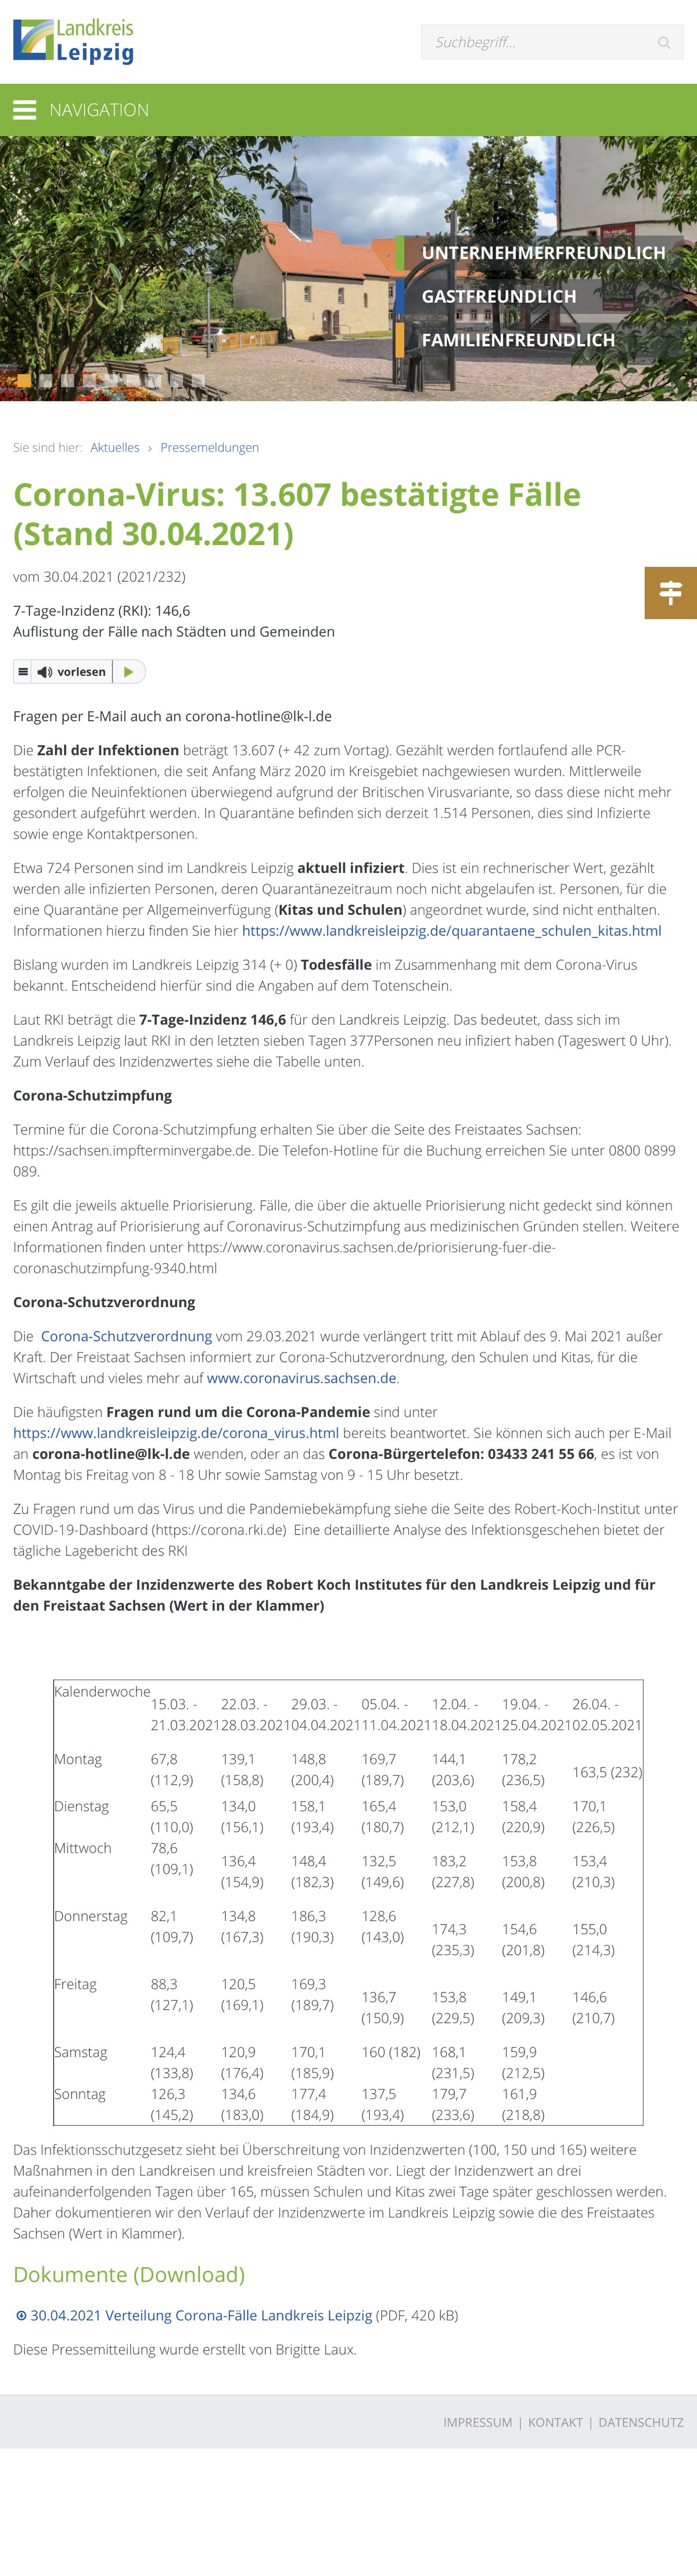 Landkreis
Leipzig
Suchbegriff...
NAVIGATION
UNTERNEHMERFREUNDLICH
GASTFREUNDLICH
FAMILIENFREUNDLICH
Sie sind hier: Aktuelles › Pressemeldungen
Corona-Virus: 13.607 bestätigte Fälle
(Stand 30.04.2021)
vom 30.04.2021 (2021/232)
7-Tage-Inzidenz (RKI): 146,6
Auflistung der Fälle nach Städten und Gemeinden
vorlesen
Fragen per E-Mail auch an corona-hotline@lk-l.de
Die Zahl der Infektionen beträgt 13.607 (+ 42 zum Vortag). Gezählt werden fortlaufend alle PCR-
bestätigten Infektionen, die seit Anfang März 2020 im Kreisgebiet nachgewiesen wurden. Mittlerweile
erfolgen die Neuinfektionen überwiegend aufgrund der Britischen Virusvariante, so dass diese nicht mehr
gesondert aufgeführt werden. In Quarantäne befinden sich derzeit 1.514 Personen, dies sind Infizierte
sowie enge Kontaktpersonen.
Etwa 724 Personen sind im Landkreis Leipzig aktuell infiziert. Dies ist ein rechnerischer Wert, gezählt
werden alle infizierten Personen, deren Quarantänezeitraum noch nicht abgelaufen ist. Personen, für die
eine Quarantäne per Allgemeinverfügung (Kitas und Schulen) angeordnet wurde, sind nicht enthalten.
Informationen hierzu finden Sie hier https://www.landkreisleipzig.de/quarantaene_schulen_kitas.html
Bislang wurden im Landkreis Leipzig 314 (+ 0) Todesfälle im Zusammenhang mit dem Corona-Virus
bekannt. Entscheidend hierfür sind die Angaben auf dem Totenschein.
Laut RKI beträgt die 7-Tage-Inzidenz 146,6 für den Landkreis Leipzig. Das bedeutet, dass sich im
Landkreis Leipzig laut RKI in den letzten sieben Tagen 377Personen neu infiziert haben (Tageswert 0 Uhr).
Zum Verlauf des Inzidenzwertes siehe die Tabelle unten.
Corona-Schutzimpfung
Termine für die Corona-Schutzimpfung erhalten Sie über die Seite des Freistaates Sachsen:
https://sachsen.impfterminvergabe.de. Die Telefon-Hotline für die Buchung erreichen Sie unter 0800 0899
089.
Es gilt die jeweils aktuelle Priorisierung. Fälle, die über die aktuelle Priorisierung nicht gedeckt sind können
einen Antrag auf Priorisierung auf Coronavirus-Schutzimpfung aus medizinischen Gründen stellen. Weitere
Informationen finden unter https://www.coronavirus.sachsen.de/priorisierung-fuer-die-
coronaschutzimpfung-9340.html
Corona-Schutzverordnung
Die Corona-Schutzverordnung vom 29.03.2021 wurde verlängert tritt mit Ablauf des 9. Mai 2021 außer
Kraft. Der Freistaat Sachsen informiert zur Corona-Schutzverordnung, den Schulen und Kitas, für die
Wirtschaft und vieles mehr auf www.coronavirus.sachsen.de.
Die häufigsten Fragen rund um die Corona-Pandemie sind unter
https://www.landkreisleipzig.de/corona_virus.html bereits beantwortet. Sie können sich auch per E-Mail
an corona-hotline@lk-l.de wenden, oder an das Corona-Bürgertelefon: 03433 241 55 66, es ist von
Montag bis Freitag von 8 - 18 Uhr sowie Samstag von 9 - 15 Uhr besetzt.
Zu Fragen rund um das Virus und die Pandemiebekämpfung siehe die Seite des Robert-Koch-Institut unter
COVID-19-Dashboard (https://corona.rki.de) Eine detaillierte Analyse des Infektionsgeschehen bietet der
tägliche Lagebericht des RKI
Bekanntgabe der Inzidenzwerte des Robert Koch Institutes für den Landkreis Leipzig und für
den Freistaat Sachsen (Wert in der Klammer)
Kalenderwoche 15.03. - 22.03. - 29.03. - 05.04. - 12.04. - 19.04. - 26.04. -
21.03.2021 28.03.2021 04.04.2021 11.04.2021 18.04.2021 25.04.2021 02.05.2021
Montag 67,8 139,1 148,8 169,7 144,1 178,2 163,5 (232)
(112,9) (158,8) (200,4) (189,7) (203,6) (236,5)
Dienstag 65,5 134,0 158,1 165,4 153,0 158,4 170,1
(110,0) (156,1) (193,4) (180,7) (212,1) (220,9) (226,5)
Mittwoch 78,6 136,4 148,4 132,5 183,2 153,8 153,4
(109,1) (154,9) (182,3) (149,6) (227,8) (200,8) (210,3)
Donnerstag 82,1 134,8 186,3 128,6 174,3 154,6 155,0
(109,7) (167,3) (190,3) (143,0) (235,3) (201,8) (214,3)
Freitag 88,3 120,5 169,3 136,7 153,8 149,1 146,6
(127,1) (169,1) (189,7) (150,9) (229,5) (209,3) (210,7)
Samstag 124,4 120,9 170,1 160 (182) 168,1 159,9
(133,8) (176,4) (185,9) (231,5) (212,5)
Sonntag 126,3 134,6 177,4 137,5 179,7 161,9
(145,2) (183,0) (184,9) (193,4) (233,6) (218,8)
Das Infektionsschutzgesetz sieht bei Überschreitung von Inzidenzwerten (100, 150 und 165) weitere
Maßnahmen in den Landkreisen und kreisfreien Städten vor. Liegt der Inzidenzwert an drei
aufeinanderfolgenden Tagen über 165, müssen Schulen und Kitas zwei Tage später geschlossen werden.
Daher dokumentieren wir den Verlauf der Inzidenzwerte im Landkreis Leipzig sowie die des Freistaates
Sachsen (Wert in Klammer).
Dokumente (Download)
30.04.2021 Verteilung Corona-Fälle Landkreis Leipzig (PDF, 420 kB)
Diese Pressemitteilung wurde erstellt von Brigitte Laux.
IMPRESSUM | KONTAKT | DATENSCHUTZ